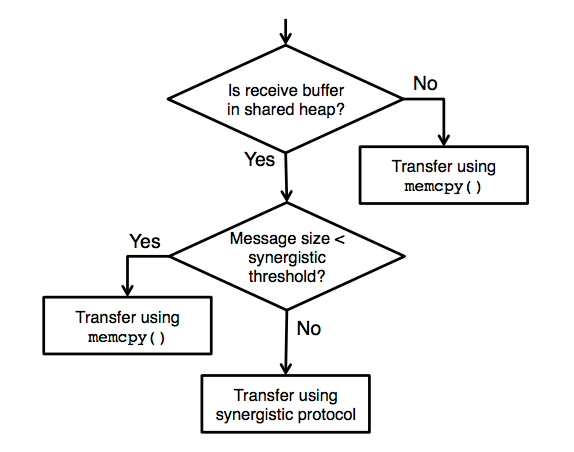 Is receive buffer
in shared heap?
No
Transfer using
memcpy()
Yes
Message size <
synergistic
threshold?
Yes
Transfer using
memcpy()
No
Transfer using
synergistic protocol